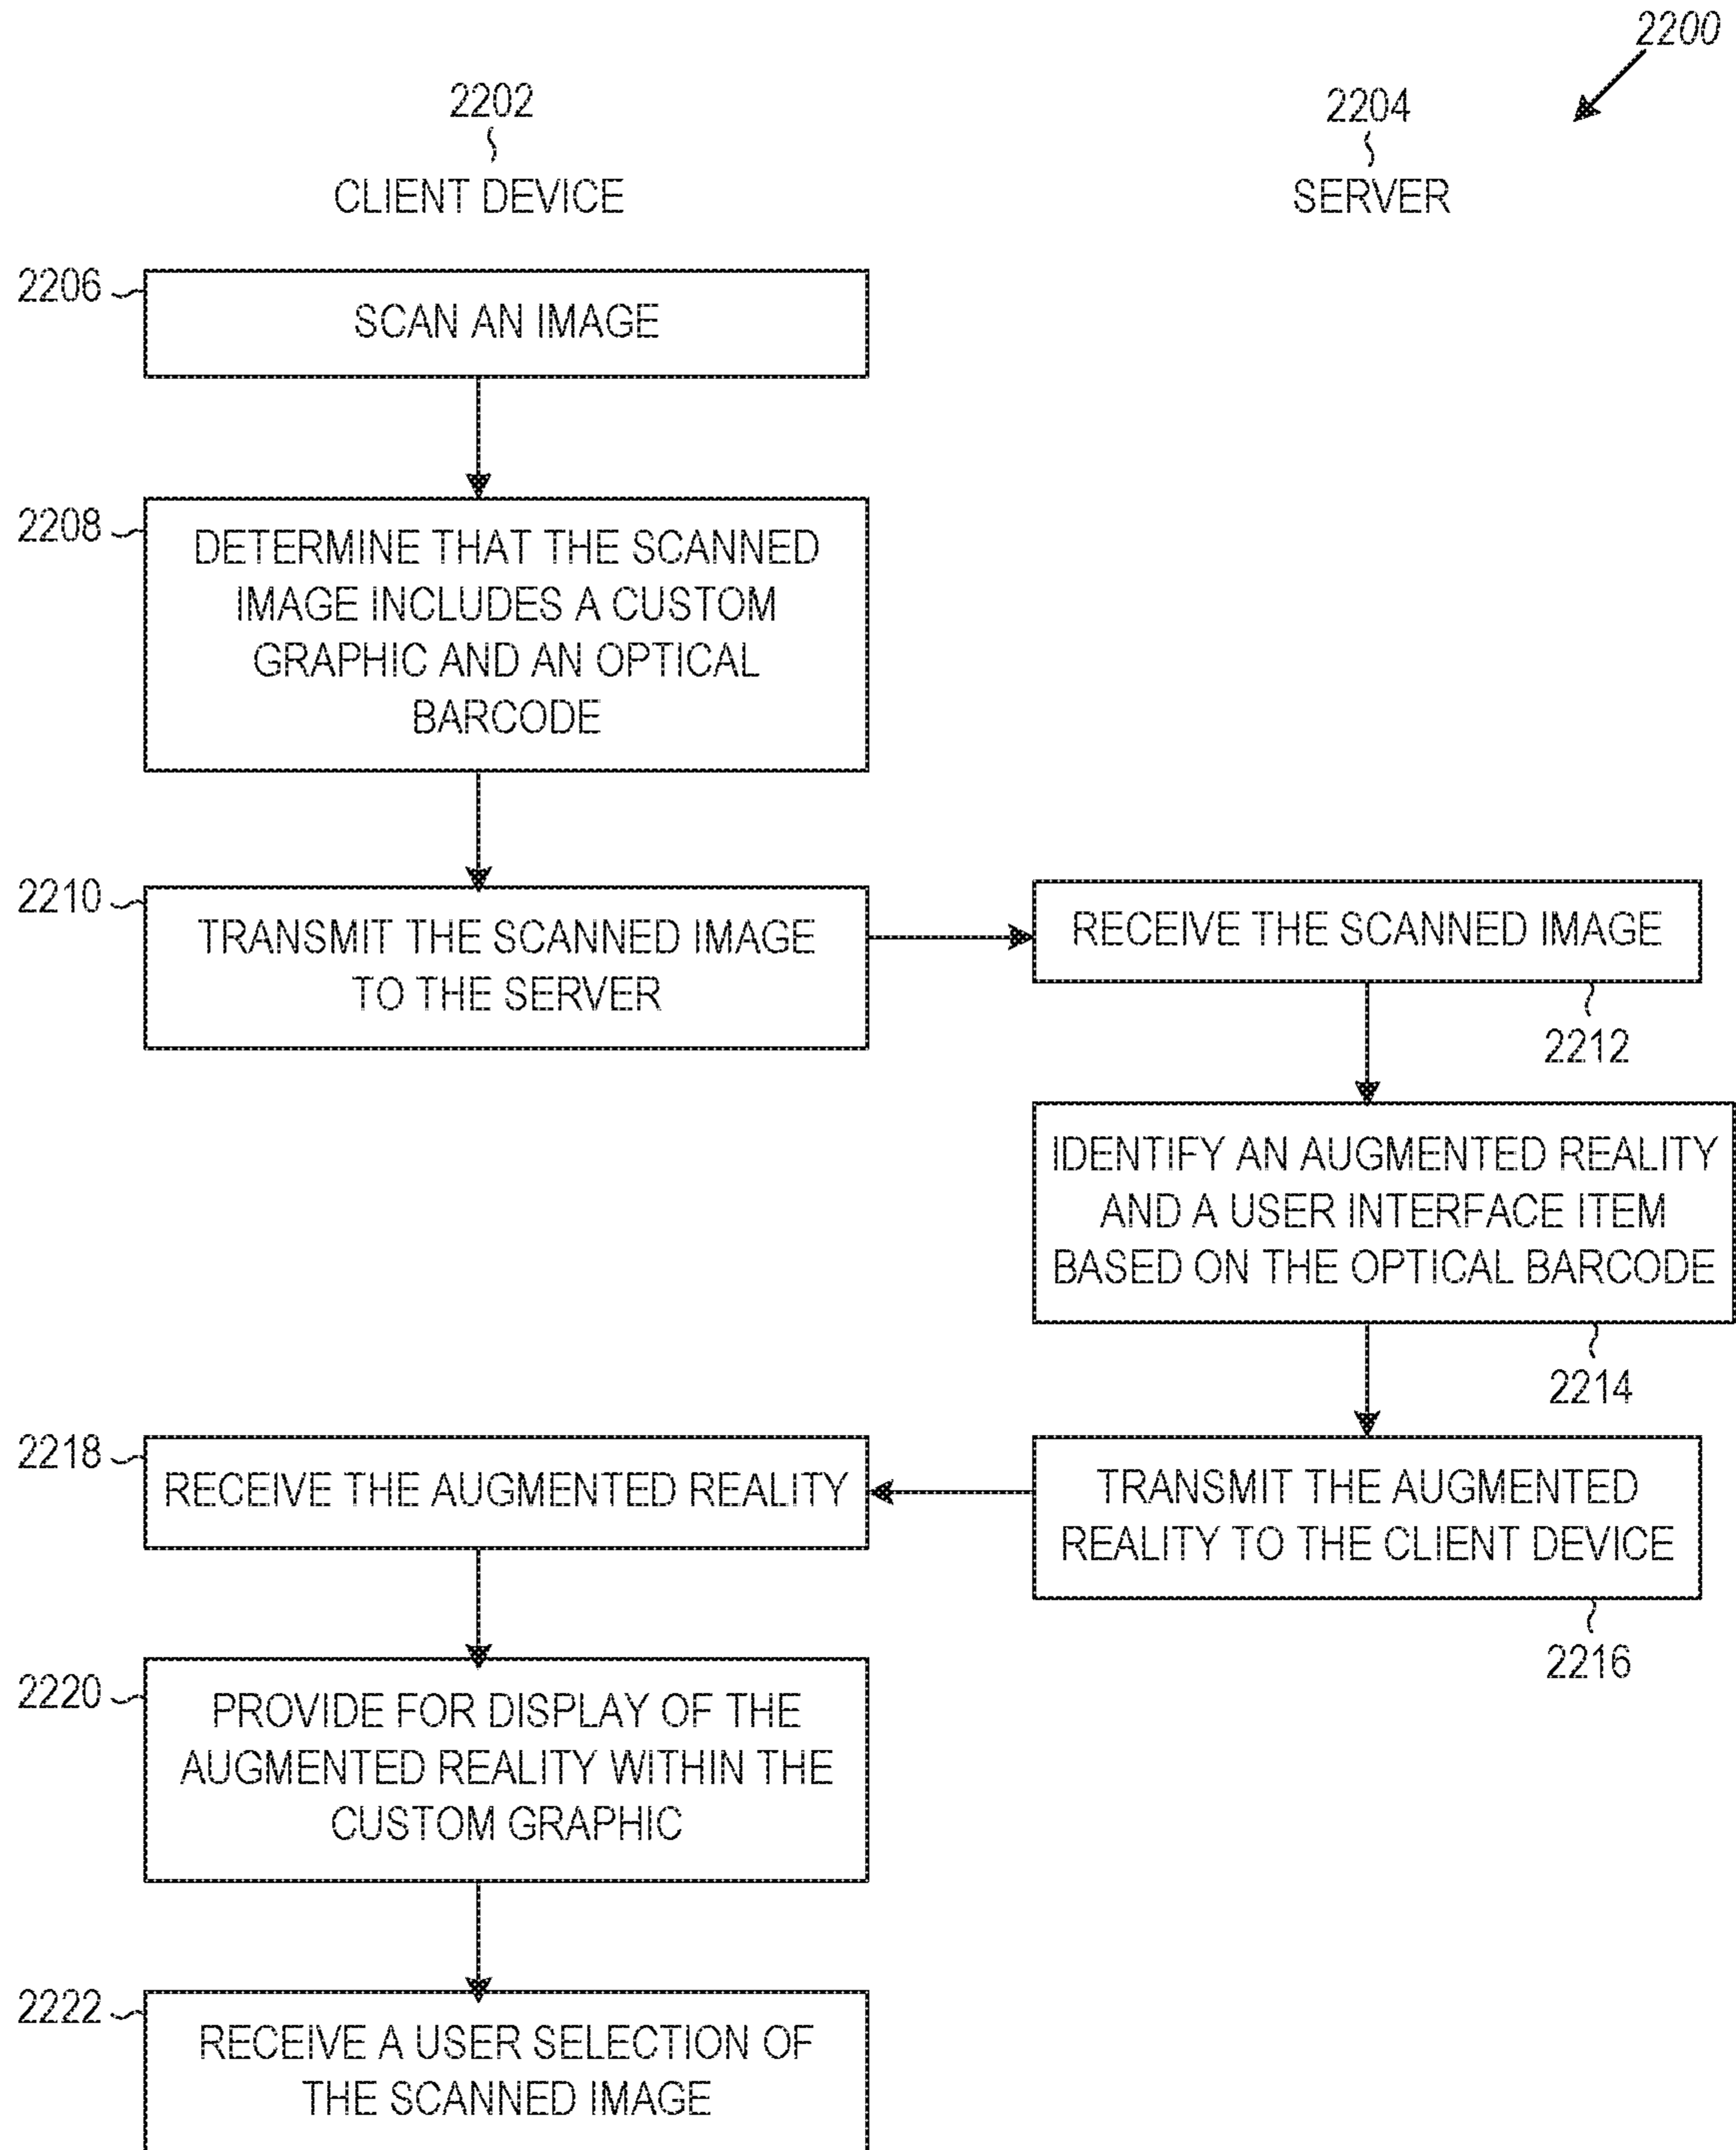 2200
2202
CLIENT DEVICE
2204
SERVER
2206
SCAN AN IMAGE
2208
DETERMINE THAT THE SCANNED
IMAGE INCLUDES A CUSTOM
GRAPHIC AND AN OPTICAL
BARCODE
2210
TRANSMIT THE SCANNED IMAGE
TO THE SERVER
RECEIVE THE SCANNED IMAGE
2212
IDENTIFY AN AUGMENTED REALITY
AND A USER INTERFACE ITEM
BASED ON THE OPTICAL BARCODE
2214
TRANSMIT THE AUGMENTED
REALITY TO THE CLIENT DEVICE
2216
2218
RECEIVE THE AUGMENTED REALITY
2220
PROVIDE FOR DISPLAY OF THE
AUGMENTED REALITY WITHIN THE
CUSTOM GRAPHIC
2222
RECEIVE A USER SELECTION OF
THE SCANNED IMAGE